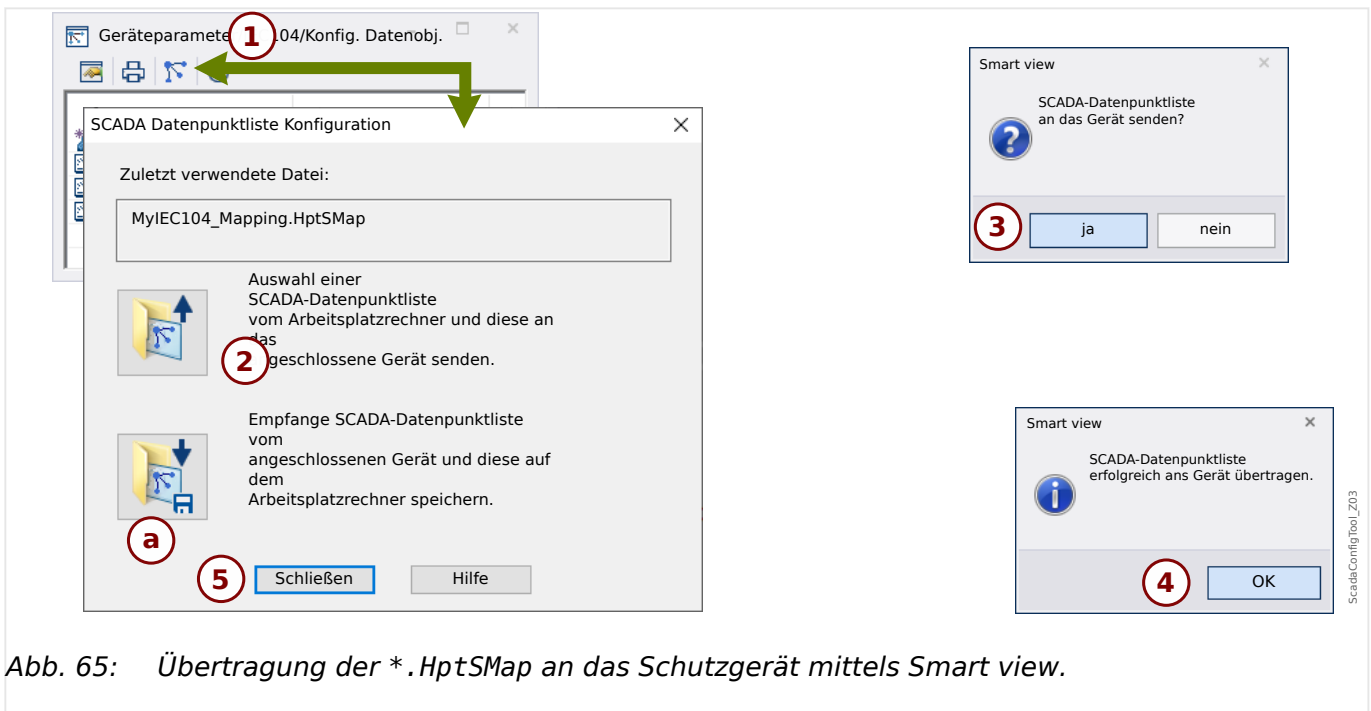 Geräteparamete
1
.04/Konfig. Datenobj.
SCADA Datenpunktliste Konfiguration
Zuletzt verwendete Datei:
MyIEC104_Mapping.HptSMap
Auswahl einer
SCADA-Datenpunktliste
vom Arbeitsplatzrechner und diese an
das
2
geschlossene Gerät senden.
Empfange SCADA-Datenpunktliste
vom
angeschlossenen Gerät und diese auf
dem
Arbeitsplatzrechner speichern.
a
5
Schließen
Hilfe
Smart view
SCADA-Datenpunktliste
an das Gerät senden?
3
ja
nein
Smart view
SCADA-Datenpunktliste
erfolgreich ans Gerät übertragen.
4
OK
ScadaConfigTool_Z03
Abb. 65: Übertragung der *.HptSMap an das Schutzgerät mittels Smart view.